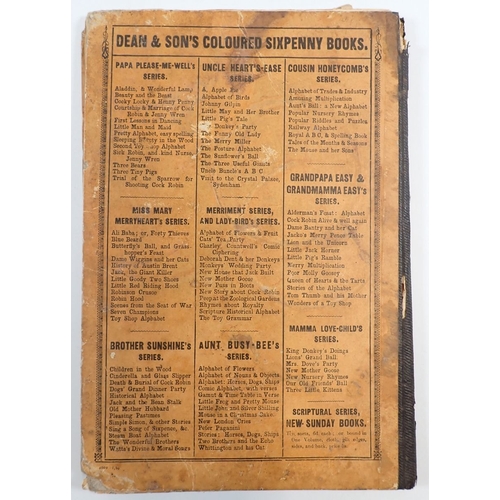 DEAN & SON'S COLOURED SIXPENNY BOOKS.
PAPA PLEASE-ME-WELL'S
SERIES.
Aladdin, & Wonderful Lamp
Beauty and the Beast
Cocky Locky & Henny Penny
Courtship & Marriage of Cock
Robin & Jenny Wren
First Lessons in Dancing
Little Man and Maid
Pretty Alphabet, easy spelling
Sleeping Beauty in the Wood
Second Toy Shop Alphabet
Sick Robin, and kind Nurse,
Jenny Wren
Three Bears
Three Tiny Pigs
Trial of the Sparrow for
Shooting Cock Robin
MISS MARY
MERRYHEART'S SERIES.
Ali Baba; or, Forty Thieves
Blue Beard
Butterfly's Ball, and Grass-
hopper's Feast
Dame Wiggins and her Cats
History of Austin Brent
Jack, the Giant Killer
Little Goody Two Shoes
Little Red Riding Hood
Robinson Crusoe
Robin Hood
Scenes from the Seat of War
Seven Champions
Toy Shop Alphabet
BROTHER SUNSHINE'S
SERIES.
Children in the Wood
Cinderella and Glass Slipper
Death & Burial of Cock Robin
Dogs' Grand Dinner Party
Historical Alphabet
Jack and the Bean Stalk
Old Mother Hubbard
Pleasing Pastimes
Simple Simon, & other Stories
Sing a Song of Sixpence, &c.
Steam Boat Alphabet
The Wonderful Brothers
Watts's Divine & Moral Songs
UNCLE HEART'S-EASE
SERIES.
A, Apple Pie
Alphabet of Birds
Johnny Gilpin
Little May and Her Brother
Little Pig's Tale
Donkey's Party
The Funny Old Lady
The Merry Miller
The Picture Alphabet
The Sunflower's Ball
The Three Useful Giants
Uncle Buncle's A B C
Visit to the Crystal Palace,
Sydenham
MERRIMENT SERIES,
AND LADY-BIRD'S SERIES.
Alphabet of Flowers & Fruit
Cats' Tea Party
Charley Countwell's Comic
Ciphering
Deborah Dent & her Donkeys
Monkeys Wedding Party
New House that Jack Built
New Mother Goose
New Puss in Boots
New Story about Cock Robin
Peep at the Zoological Gardens
Rhymes about Royalty
Scripture Historical Alphabet
The Toy Grammar
AUNT BUSY-BEE'S
SERIES.
Alphabet of Flowers
Alphabet of Nouns & Objects
Alphabet: Horses, Dogs, Ships
Comic Alphabet, with verses
Gamut & Time Table in Verse
Little Frog and Pretty Mouse
Little John and Silver Shilling
Mouse in a Christmas Cake
New London Cries
Peter Paganini
Stories: Horses, Dogs, Ships
Two Brothers and the Echo
Whittington and his Cat.
COUSIN HONEYCOMB'S
SERIES.
Alphabet of Trades & Industry
Amusing Multiplication
Aunt's Ball: a New Alphabet
Popular Nursery Rhymes
Popular Riddles & Puzzles
Railway Alphabet
Royal A B C, & Spelling Book
Tales of the Months & Seasons
The Mouse and her Sons
GRANDPAPA EASY &
GRANDMAMMA EASY'S
SERIES.
Alderman's Feast: Alphabet
Cock Robin Alive & well again
Dame Bantry and her Cat
Jacko's Merry Pence Table
Lion and the Unicorn
Little Jack Horner
Little Pig's Ramble
Merry Multiplication
Poor Molly Goosey
Queen of Hearts & the Tarts
Stories of the Alphabet
Tom Thumb and his Mother
Wonders of a Toy Shop
MAMMA LOVE-CHILD'S
SERIES.
King Donkey's Doings
Lions' Grand Ball
Mrs. Dove's Party
New Mother Goose
New Nursery Rhymes
Our Old Friends' Ball
Three Little Kittens
SCRIPTURAL SERIES,
NEW SUNDAY BOOKS.